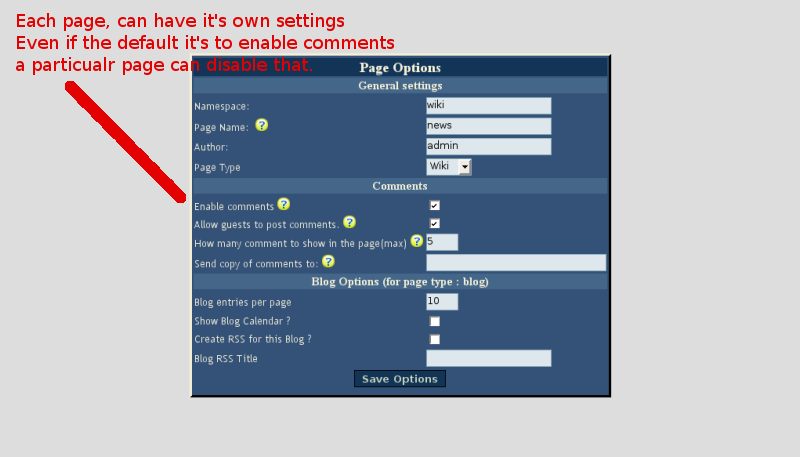 Each page, can have it's own settings
Even if the default it's to enable comments
a particualr page can disable that.
Page Options
General settings
Namespace: wiki
Page Name: ? news
Author: admin
Page Type Wiki
Comments
Enable comments ?
Allow guests to post comments. ?
How many comment to show in the page(max) ? 5
Send copy of comments to: ?
Blog Options (for page type : blog)
Blog entries per page 10
Show Blog Calendar ?
Create RSS for this Blog ?
Blog RSS Title
Save Options